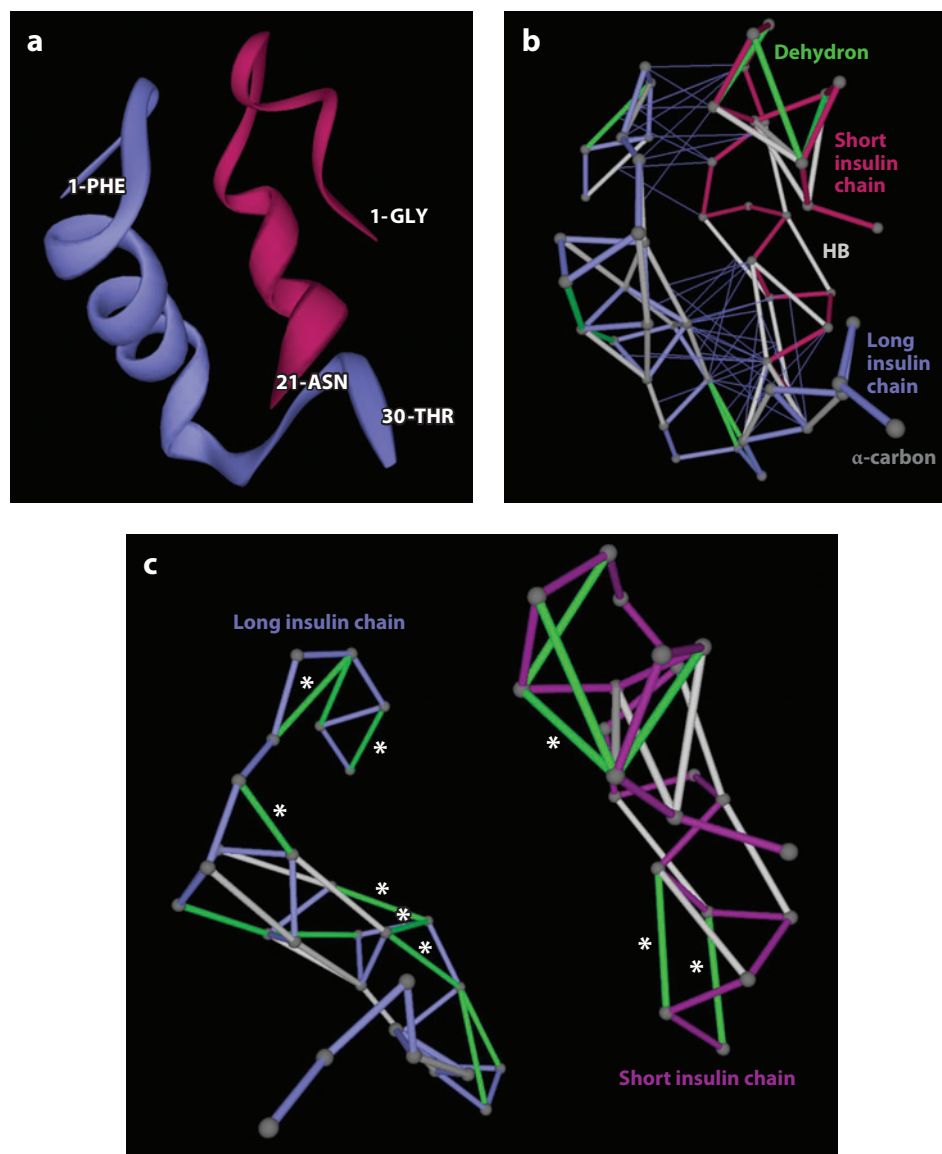 a
1-PHE
1-GLY
21-ASN
30-THR
b
Dehydron
Short
insulin
chain
HB
Long
insulin
chain
α-carbon
c
Long insulin chain
*
*
*
*
*
*
*
*
*
Short insulin chain